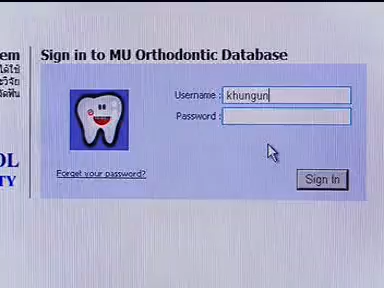 em
Sign in to MU Orthodontic Database
Username : khungun
Password :
Forget your password?
Sign In
OL
TY